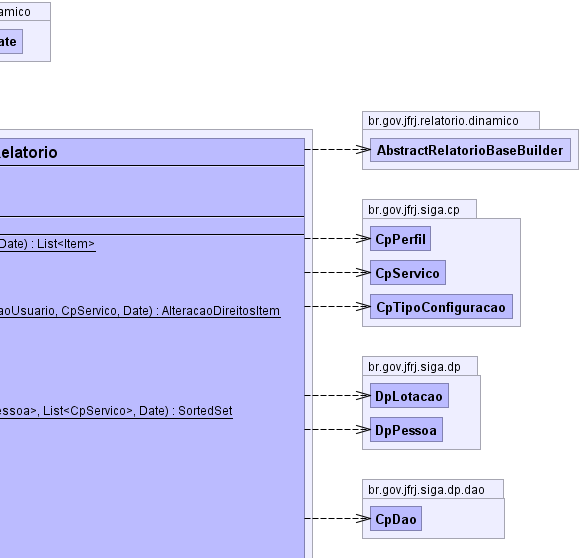 amico
ate
br.gov.jfrj.relatorio.dinamico
AbstractRelatorioBaseBuilder
elatorio
br.gov.jfrj.siga.cp
CpPerfil
Date) : List<Item>
CpServico
CpTipoConfiguracao
aoUsuario, CpServico, Date) : AlteracaoDireitosItem
br.gov.jfrj.siga.dp
DpLotacao
essoa>, List<CpServico>, Date) : SortedSet
DpPessoa
br.gov.jfrj.siga.dp.dao
CpDao